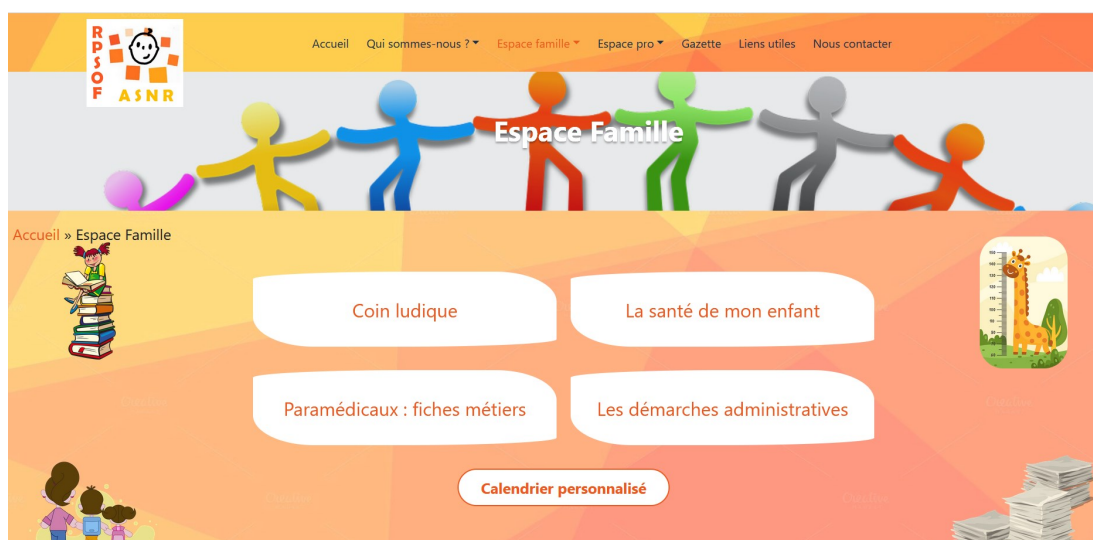 RPSOF
ASNR
Accueil Qui sommes-nous ? Espace famille Espace pro Gazette Liens utiles Nous contacter
Espace Famille
Accueil » Espace Famille
Coin ludique
La santé de mon enfant
Paramédicaux : fiches métiers
Les démarches administratives
Calendrier personnalisé